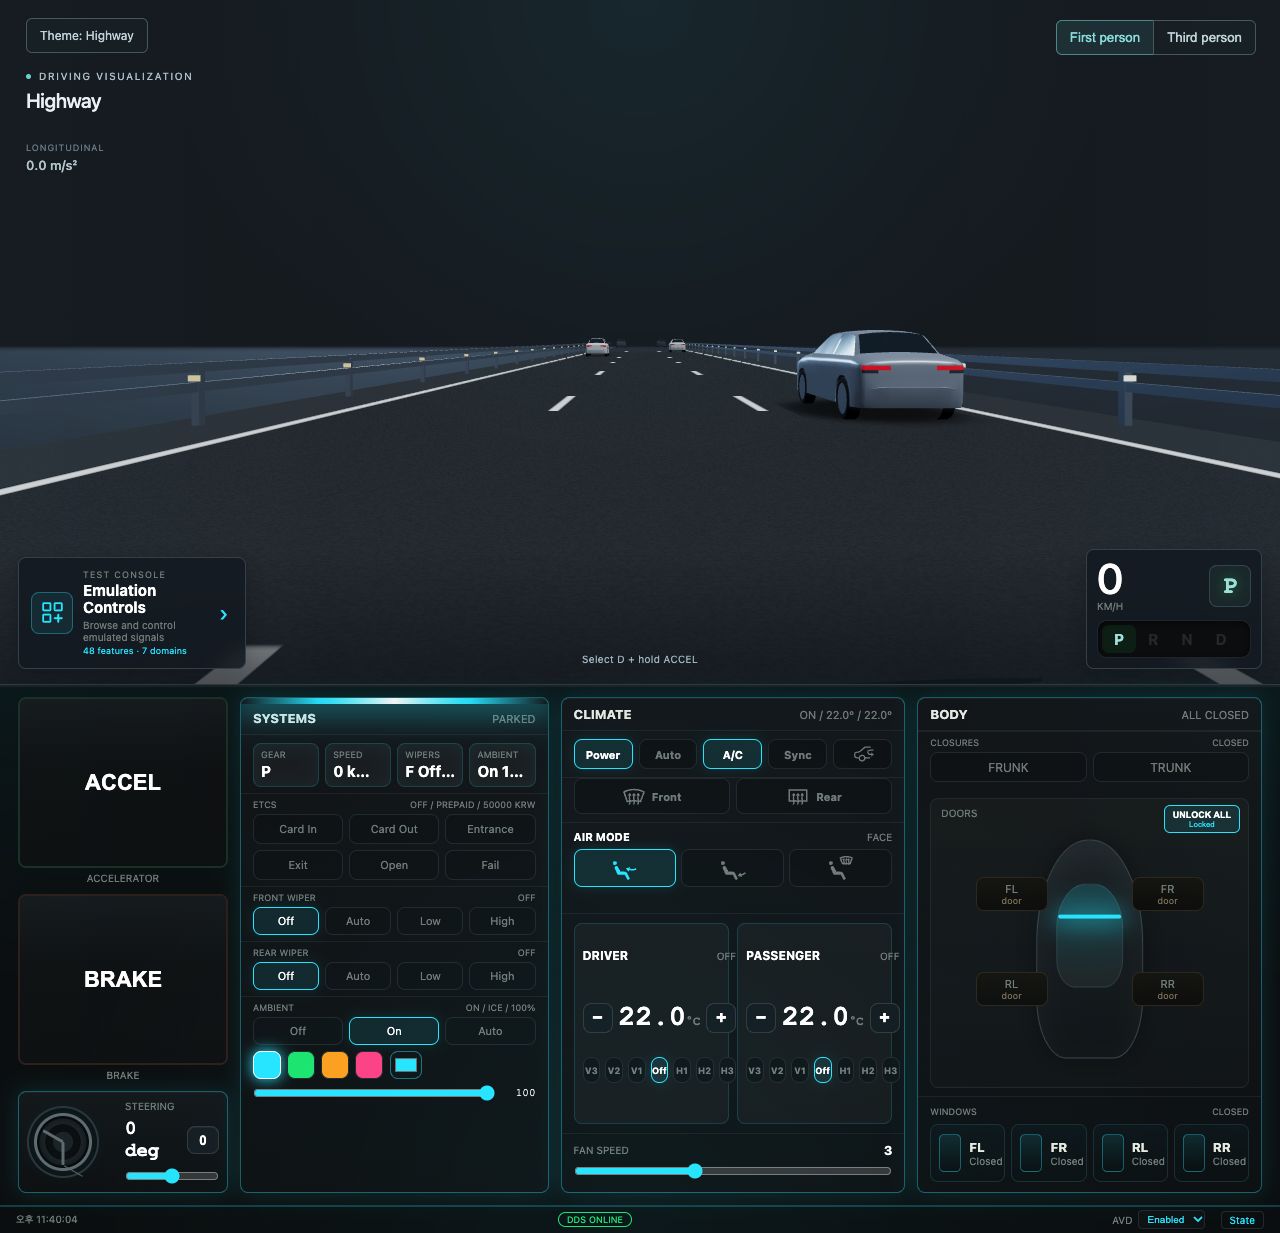 Theme: Highway
First person
Third person
DRIVING VISUALIZATION
Highway
LONGITUDINAL
0.0 m/s²
TEST CONSOLE
Emulation
Controls
Browse and control
emulated signals
48 features · 7 domains
Select D + hold ACCEL
0
KM/H
P
P R N D
ACCEL
ACCELERATOR
BRAKE
BRAKE
STEERING
0
deg
0
SYSTEMS
PARKED
GEAR
P
SPEED
0 k...
WIPERS
F Off...
AMBIENT
On 1...
ETCS
OFF / PREPAID / 50000 KRW
Card In
Card Out
Entrance
Exit
Open
Fail
FRONT WIPER
OFF
Off
Auto
Low
High
REAR WIPER
OFF
Off
Auto
Low
High
AMBIENT
ON / ICE / 100%
Off
On
Auto
100
CLIMATE
ON / 22.0° / 22.0°
Power
Auto
A/C
Sync
Front
Rear
AIR MODE
FACE
DRIVER
OFF
− 22.0°C +
V3 V2 V1 Off H1 H2 H3
PASSENGER
OFF
− 22.0°C +
V3 V2 V1 Off H1 H2 H3
FAN SPEED
3
BODY
ALL CLOSED
CLOSURES
CLOSED
FRUNK
TRUNK
DOORS
UNLOCK ALL
Locked
FL
door
FR
door
RL
door
RR
door
WINDOWS
CLOSED
FL
Closed
FR
Closed
RL
Closed
RR
Closed
오후 11:40:04
DDS ONLINE
AVD
Enabled
State